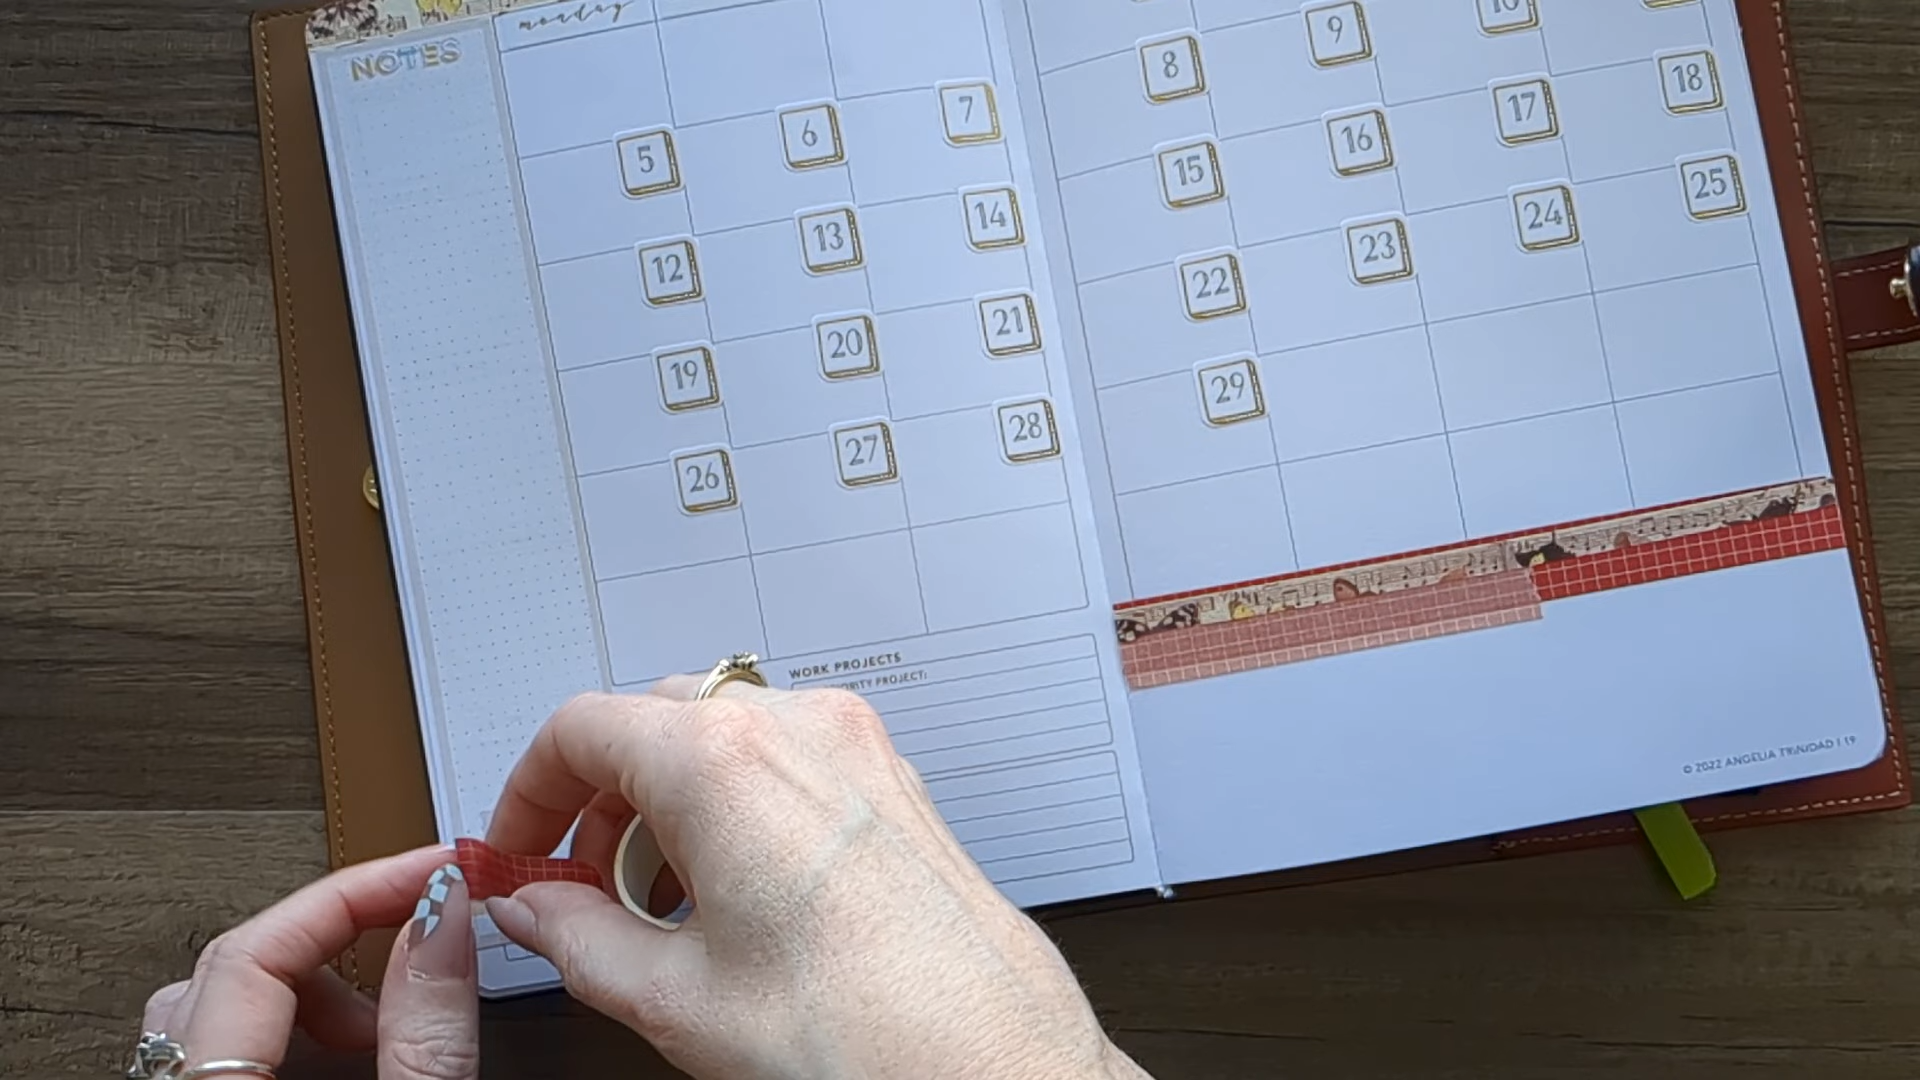 monday
NOTES
5 6 7 8 9 10
12 13 14 15 16 17 18
19 20 21 22 23 24 25
26 27 28 29
WORK PROJECTS
PROJECT:
© 2022 ANGELIA TRINIDAD | 19